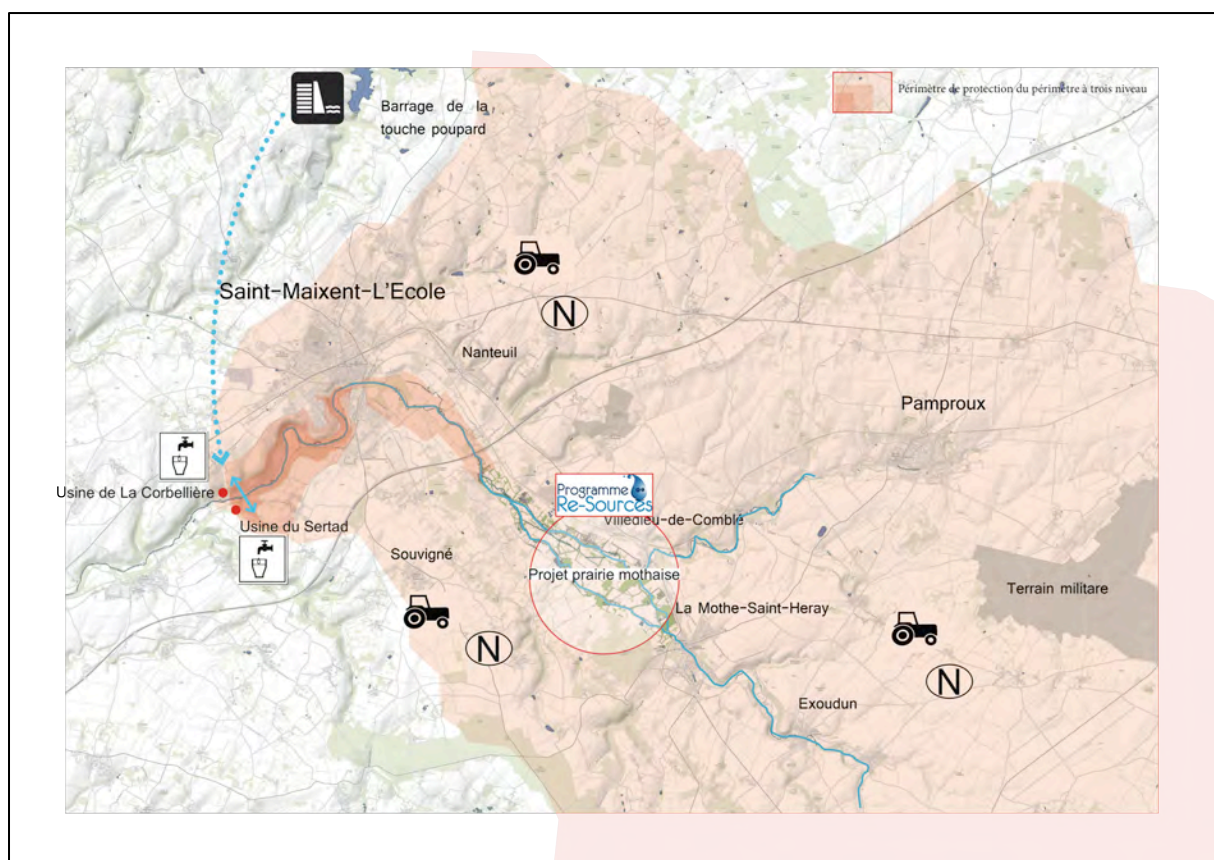 Barrage de la
touche poupard
Périmètre de protection du périmètre à trois niveau
Saint-Maixent-L'Ecole
N
Nanteuil
Pamproux
Usine de La Corbellière
Usine du Sertad
Programme
Re-Sources
Villedieu-de-Comblé
Souvigné
Projet prairie mothaise
Terrain militare
La Mothe-Saint-Heray
N
N
Exoudun